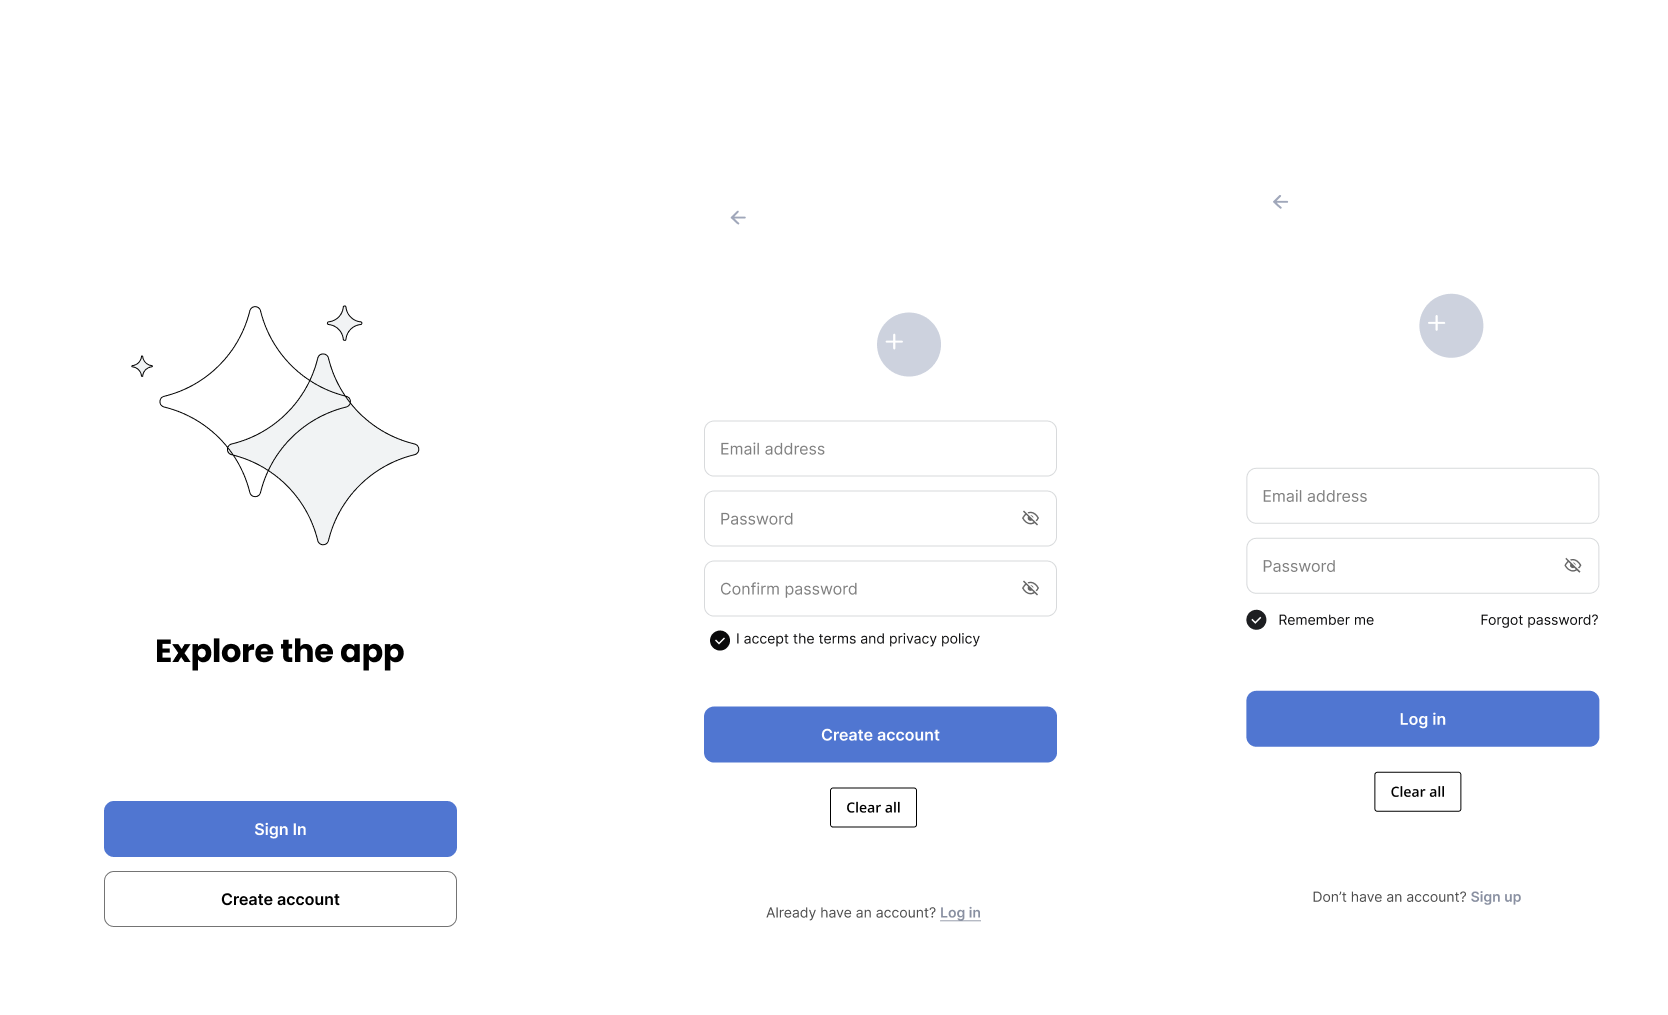 Explore the app
Sign In
Create account
Email address
Password
Confirm password
I accept the terms and privacy policy
Create account
Clear all
Already have an account? Log in
Email address
Password
Remember me
Forgot password?
Log in
Clear all
Don’t have an account? Sign up